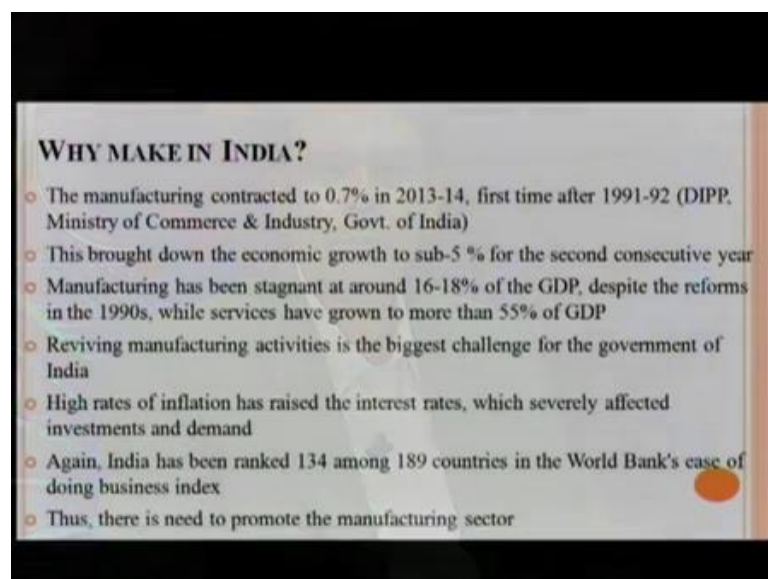 WHY MAKE IN INDIA?
The manufacturing contracted to 0.7% in 2013-14, first time after 1991-92 (DIPP,
Ministry of Commerce & Industry, Govt. of India)
This brought down the economic growth to sub-5 % for the second consecutive year
Manufacturing has been stagnant at around 16-18% of the GDP, despite the reforms
in the 1990s, while services have grown to more than 55% of GDP
Reviving manufacturing activities is the biggest challenge for the government of
India
High rates of inflation has raised the interest rates, which severely affected
investments and demand
Again, India has been ranked 134 among 189 countries in the World Bank's ease of
doing business index
Thus, there is need to promote the manufacturing sector